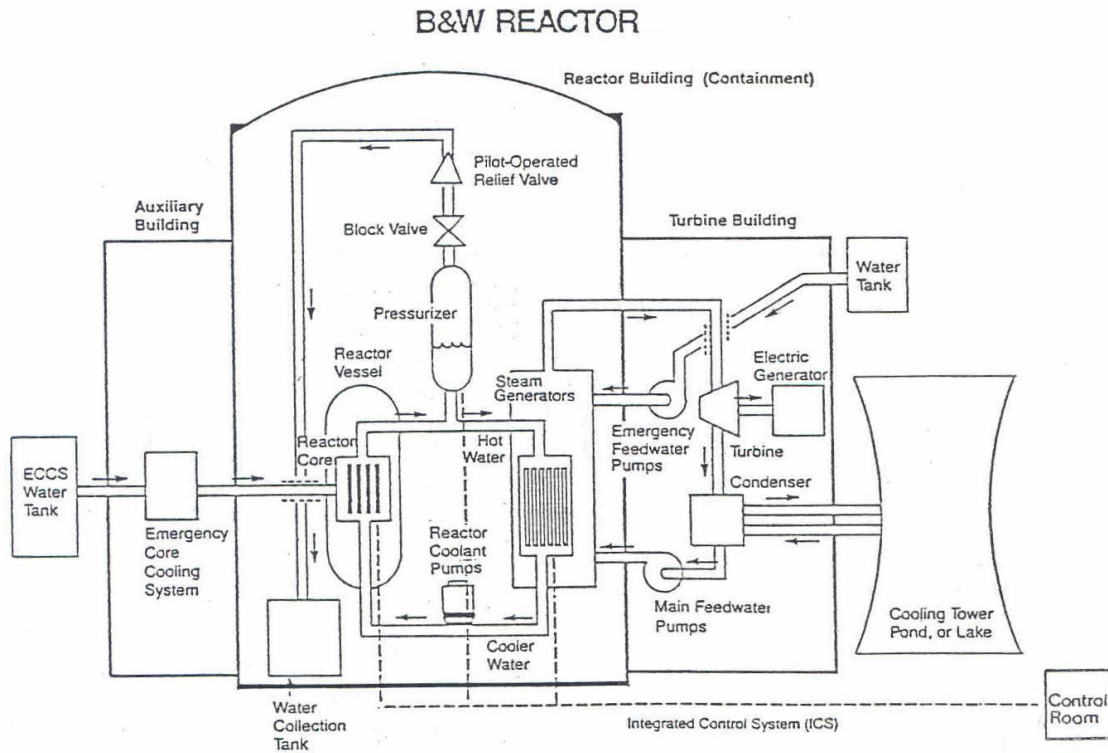 B&W REACTOR
Reactor Building (Containment)
Pilot-Operated
Relief Valve
Auxiliary
Building
Block Valve
Turbine Building
Water
Tank
Pressurizer
Reactor
Vessel
Steam
Generators
Electric
Generator
Reactor
Core
Hot
Water
Emergency
Feedwater
Pumps
Turbine
ECCS
Water
Tank
Condenser
Emergency
Core
Cooling
System
Reactor
Coolant
Pumps
Main Feedwater
Pumps
Cooling Tower
Pond, or Lake
Cooler
Water
Water
Collection
Tank
Integrated Control System (ICS)
Control
Room